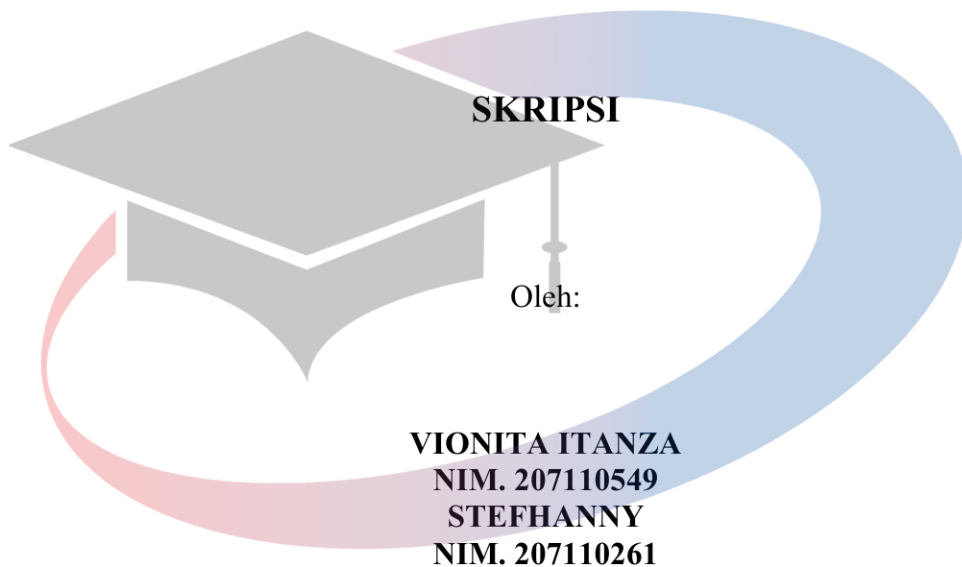 SKRIPSI
Oleh:
VIONITA ITANZA
NIM. 207110549
STEFHANNY
NIM. 207110261